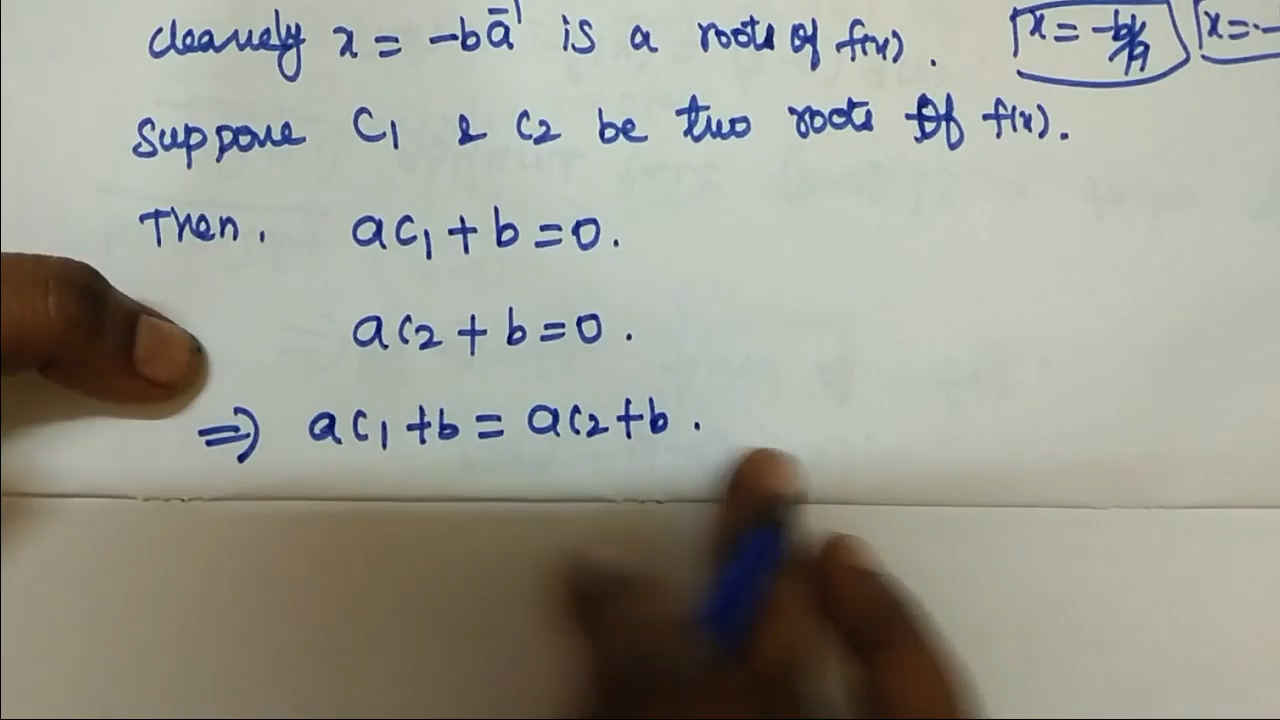 clearely x = -ba⁻¹ is a roots of f(x). x = -b/a x = -
Suppose C₁ & C₂ be two roots Of f(x).
Then, aC₁ + b = 0.
aC₂ + b = 0.
⇒ aC₁ + b = aC₂ + b.